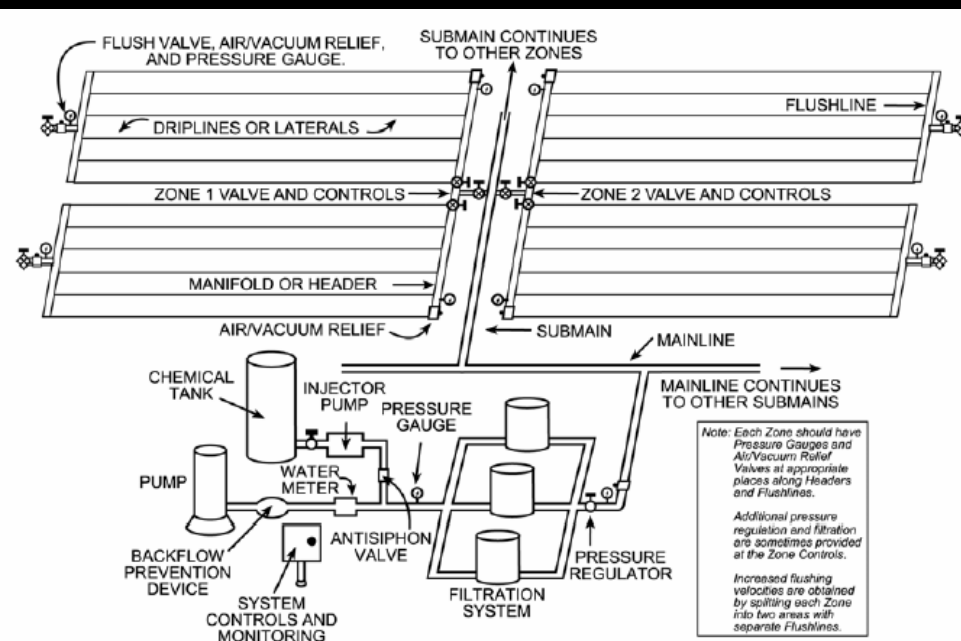 FLUSH VALVE, AIR/VACUUM RELIEF,
AND PRESSURE GAUGE.
SUBMAIN CONTINUES
TO OTHER ZONES
FLUSHLINE
DRIPLINES OR LATERALS
ZONE 1 VALVE AND CONTROLS
ZONE 2 VALVE AND CONTROLS
MANIFOLD OR HEADER
AIR/VACUUM RELIEF
SUBMAIN
MAINLINE
MAINLINE CONTINUES
TO OTHER SUBMAINS
CHEMICAL
TANK
INJECTOR
PUMP
PRESSURE
GAUGE
PUMP
WATER
METER
ANTISIPHON
VALVE
BACKFLOW
PREVENTION
DEVICE
SYSTEM
CONTROLS AND
MONITORING
FILTRATION
SYSTEM
PRESSURE
REGULATOR
Note: Each Zone should have
Pressure Gauges and
Air/Vacuum Relief
Valves at appropriate
places along Headers
and Flushlines.
Additional pressure
regulation and filtration
are sometimes provided
at the Zone Controls.
Increased flushing
velocities are obtained
by splitting each Zone
into two areas with
separate Flushlines.